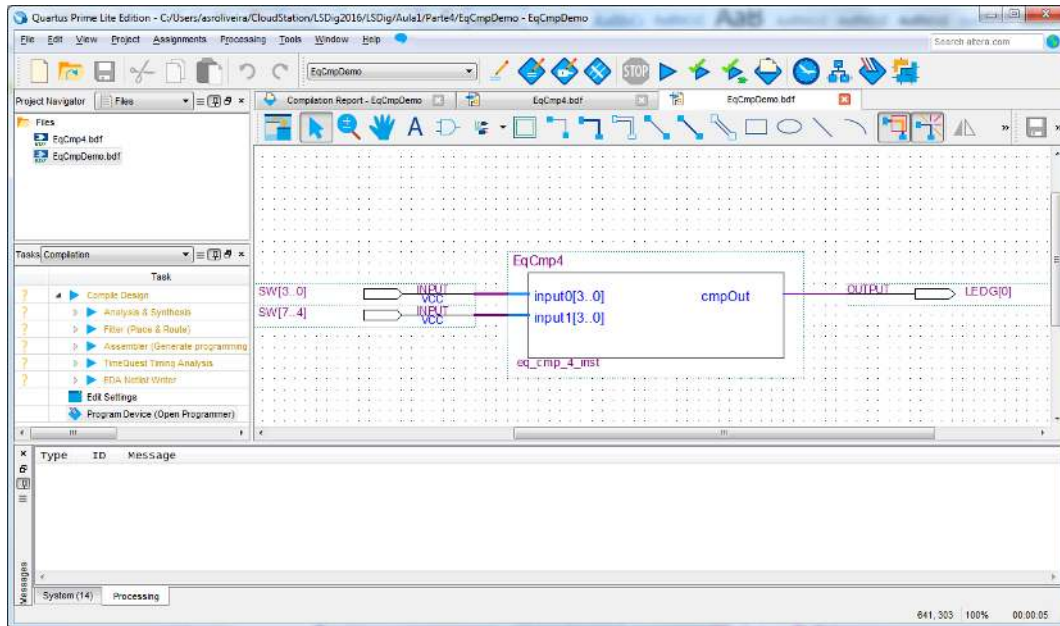 Quartus Prime Lite Edition - C:/Users/asroliveira/CloudStation/LSDig2016/LSDig/Aula1/Parte4/EqCmpDemo - EqCmpDemo
File Edit View Project Assignments Processing Tools Window Help
Search altera.com
EqCmpDemo
STOP
Project Navigator Files
Compilation Report - EqCmpDemo
EqCmp4.bdf
EqCmpDemo.bdf
Files
EqCmp4.bdf
EqCmpDemo.bdf
A
Tasks Compilation
Task
Compile Design
Analysis & Synthesis
Fitter (Place & Route)
Assembler (Generate programming
TimeQuest Timing Analysis
EDA Netlist Writer
Edit Settings
Program Device (Open Programmer)
EqCmp4
SW[3..0]
INPUT
VCC
input0[3..0]
cmpOut
OUTPUT
LEDG[0]
SW[7..4]
INPUT
VCC
input1[3..0]
eq_cmp_4_inst
Type ID Message
Messages
System (14) Processing
641, 303 100% 00:00:05